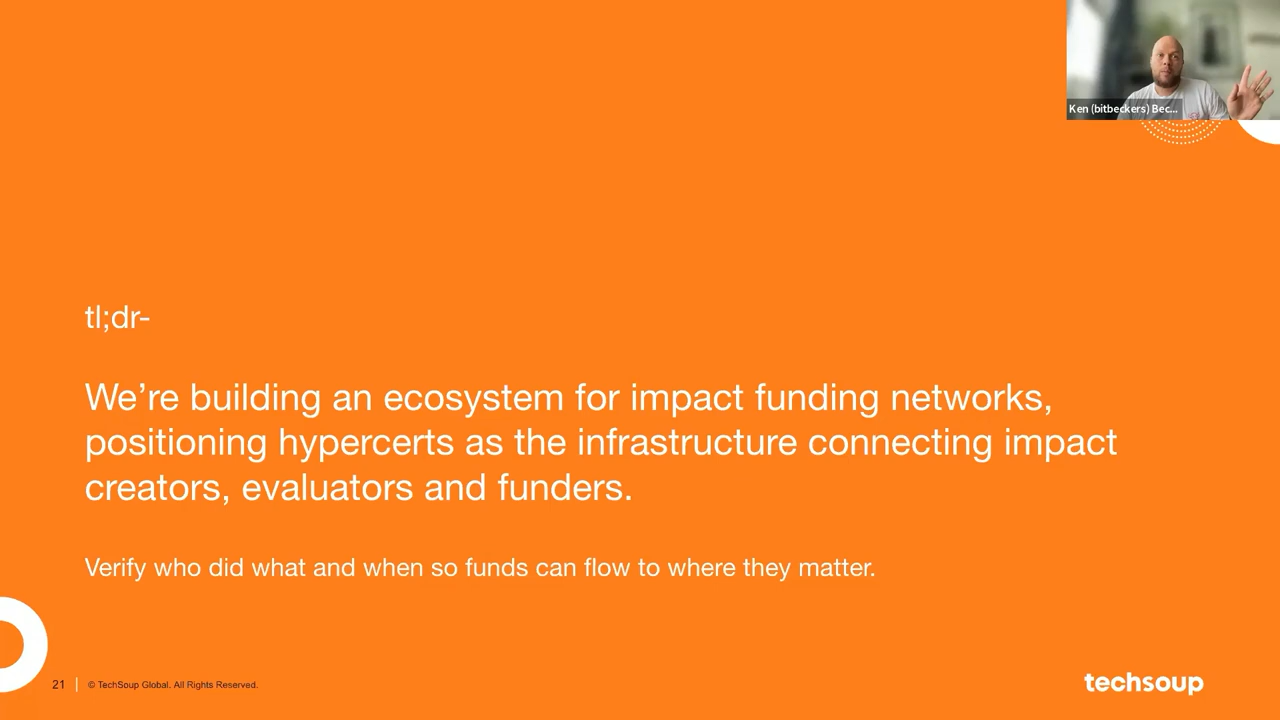 Ken (bitbeckers) Bec...
tl;dr-
We’re building an ecosystem for impact funding networks,
positioning hypercerts as the infrastructure connecting impact
creators, evaluators and funders.
Verify who did what and when so funds can flow to where they matter.
21
© TechSoup Global. All Rights Reserved.
techsoup